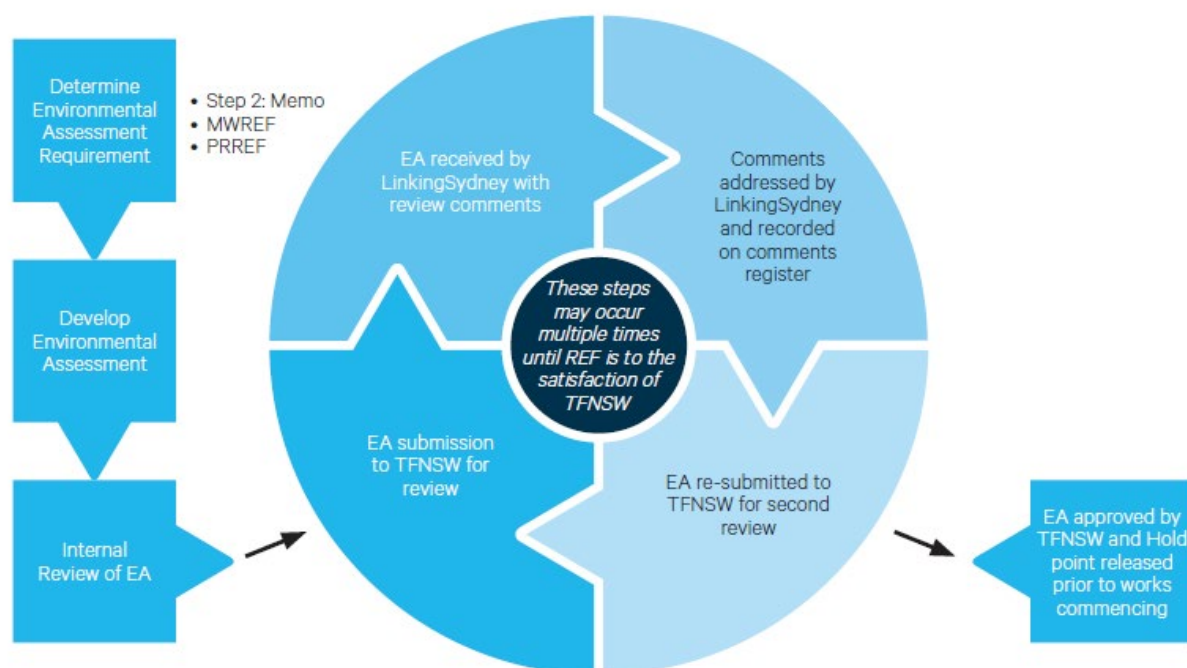 Determine
Environmental
Assessment
Requirement
• Step 2: Memo
• MWREF
• PRREF
Develop
Environmental
Assessment
Internal
Review of EA
EA submission
to TFNSW for
review
EA received by
LinkingSydney with
review comments
Comments
addressed by
LinkingSydney
and recorded
on comments
register
EA re-submitted to
TFNSW for second
review
These steps
may occur
multiple times
until REF is to the
satisfaction of
TFNSW
EA approved by
TFNSW and Hold
point released
prior to works
commencing